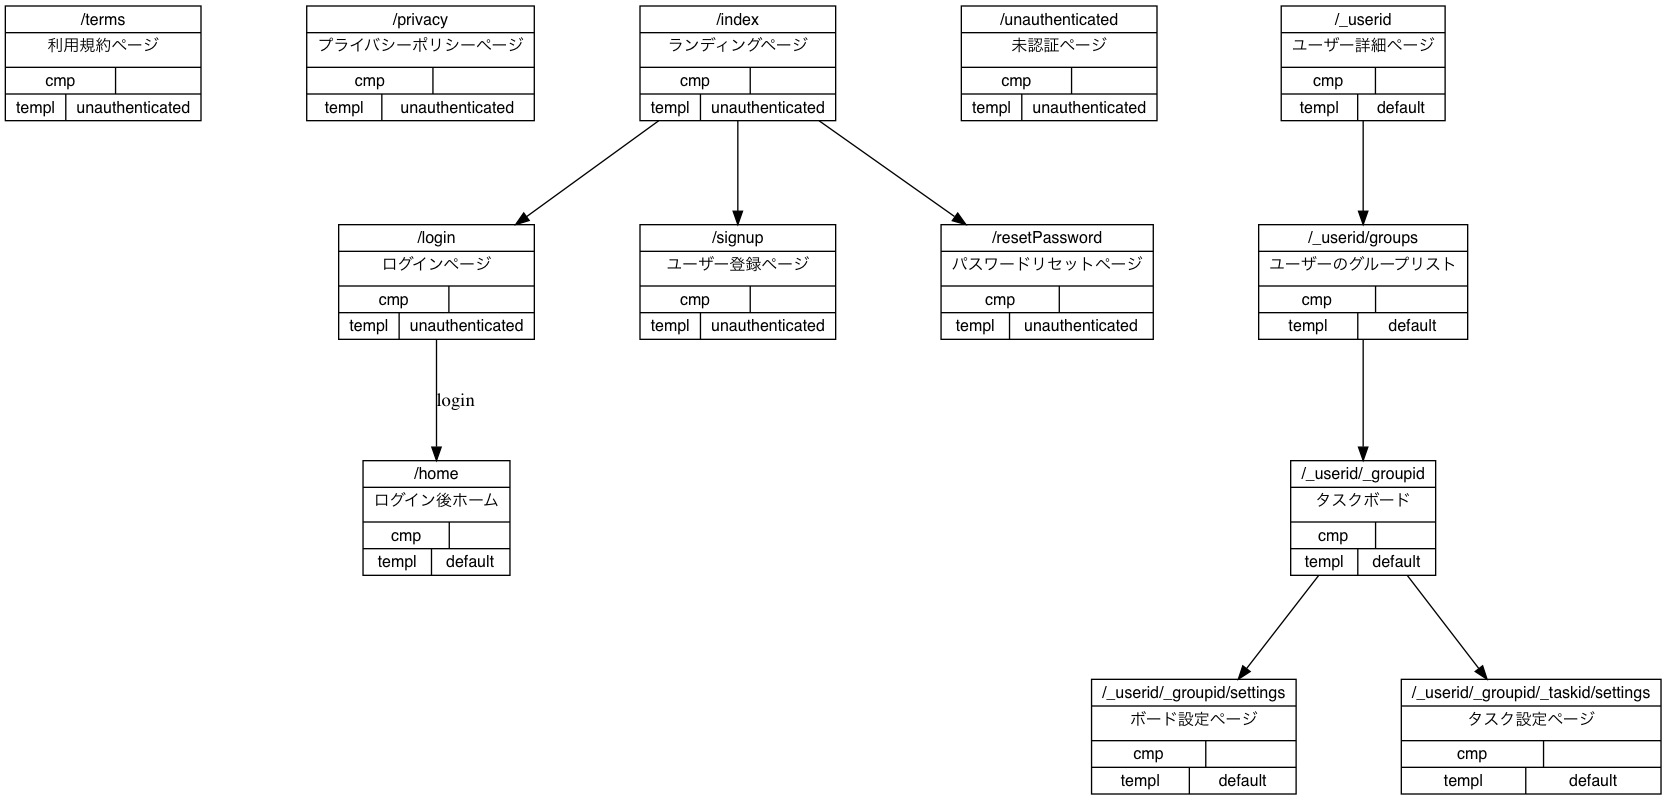 /terms
利用規約ページ
cmp
templ unauthenticated
/privacy
プライバシーポリシーページ
cmp
templ unauthenticated
/index
ランディングページ
cmp
templ unauthenticated
/unauthenticated
未認証ページ
cmp
templ unauthenticated
/_userid
ユーザー詳細ページ
cmp
templ default
/login
ログインページ
cmp
templ unauthenticated
/signup
ユーザー登録ページ
cmp
templ unauthenticated
/resetPassword
パスワードリセットページ
cmp
templ unauthenticated
/_userid/groups
ユーザーのグループリスト
cmp
templ default
login
/home
ログイン後ホーム
cmp
templ default
/_userid/_groupid
タスクボード
cmp
templ default
/_userid/_groupid/settings
ボード設定ページ
cmp
templ default
/_userid/_groupid/_taskid/settings
タスク設定ページ
cmp
templ default